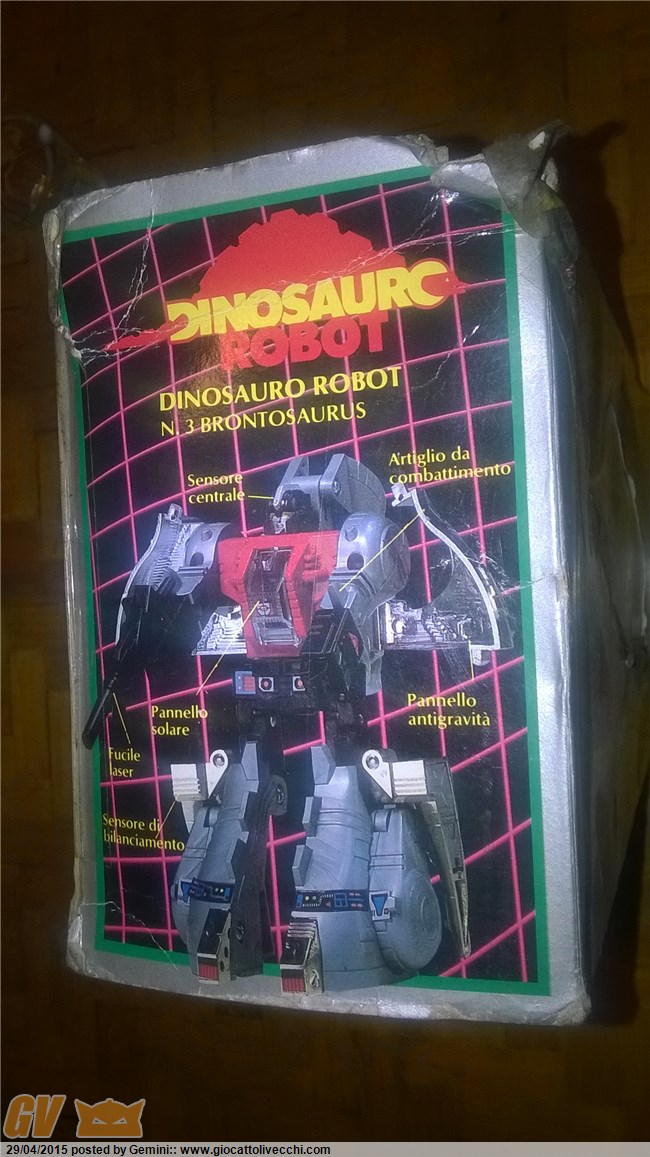 DINOSAURO
ROBOT
DINOSAURO ROBOT
N. 3 BRONTOSAURUS
Artiglio da
combattimento
Sensore
centrale
Pannello
solare
Pannello
antigravità
Fucile
laser
Sensore di
bilanciamento
GV
29/04/2015 posted by Gemini:: www.giocattolivecchi.com